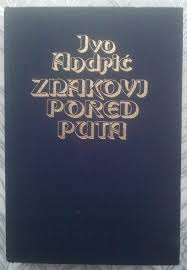 Ivo Andrić
ZNAKOVI
PORED
PUTA